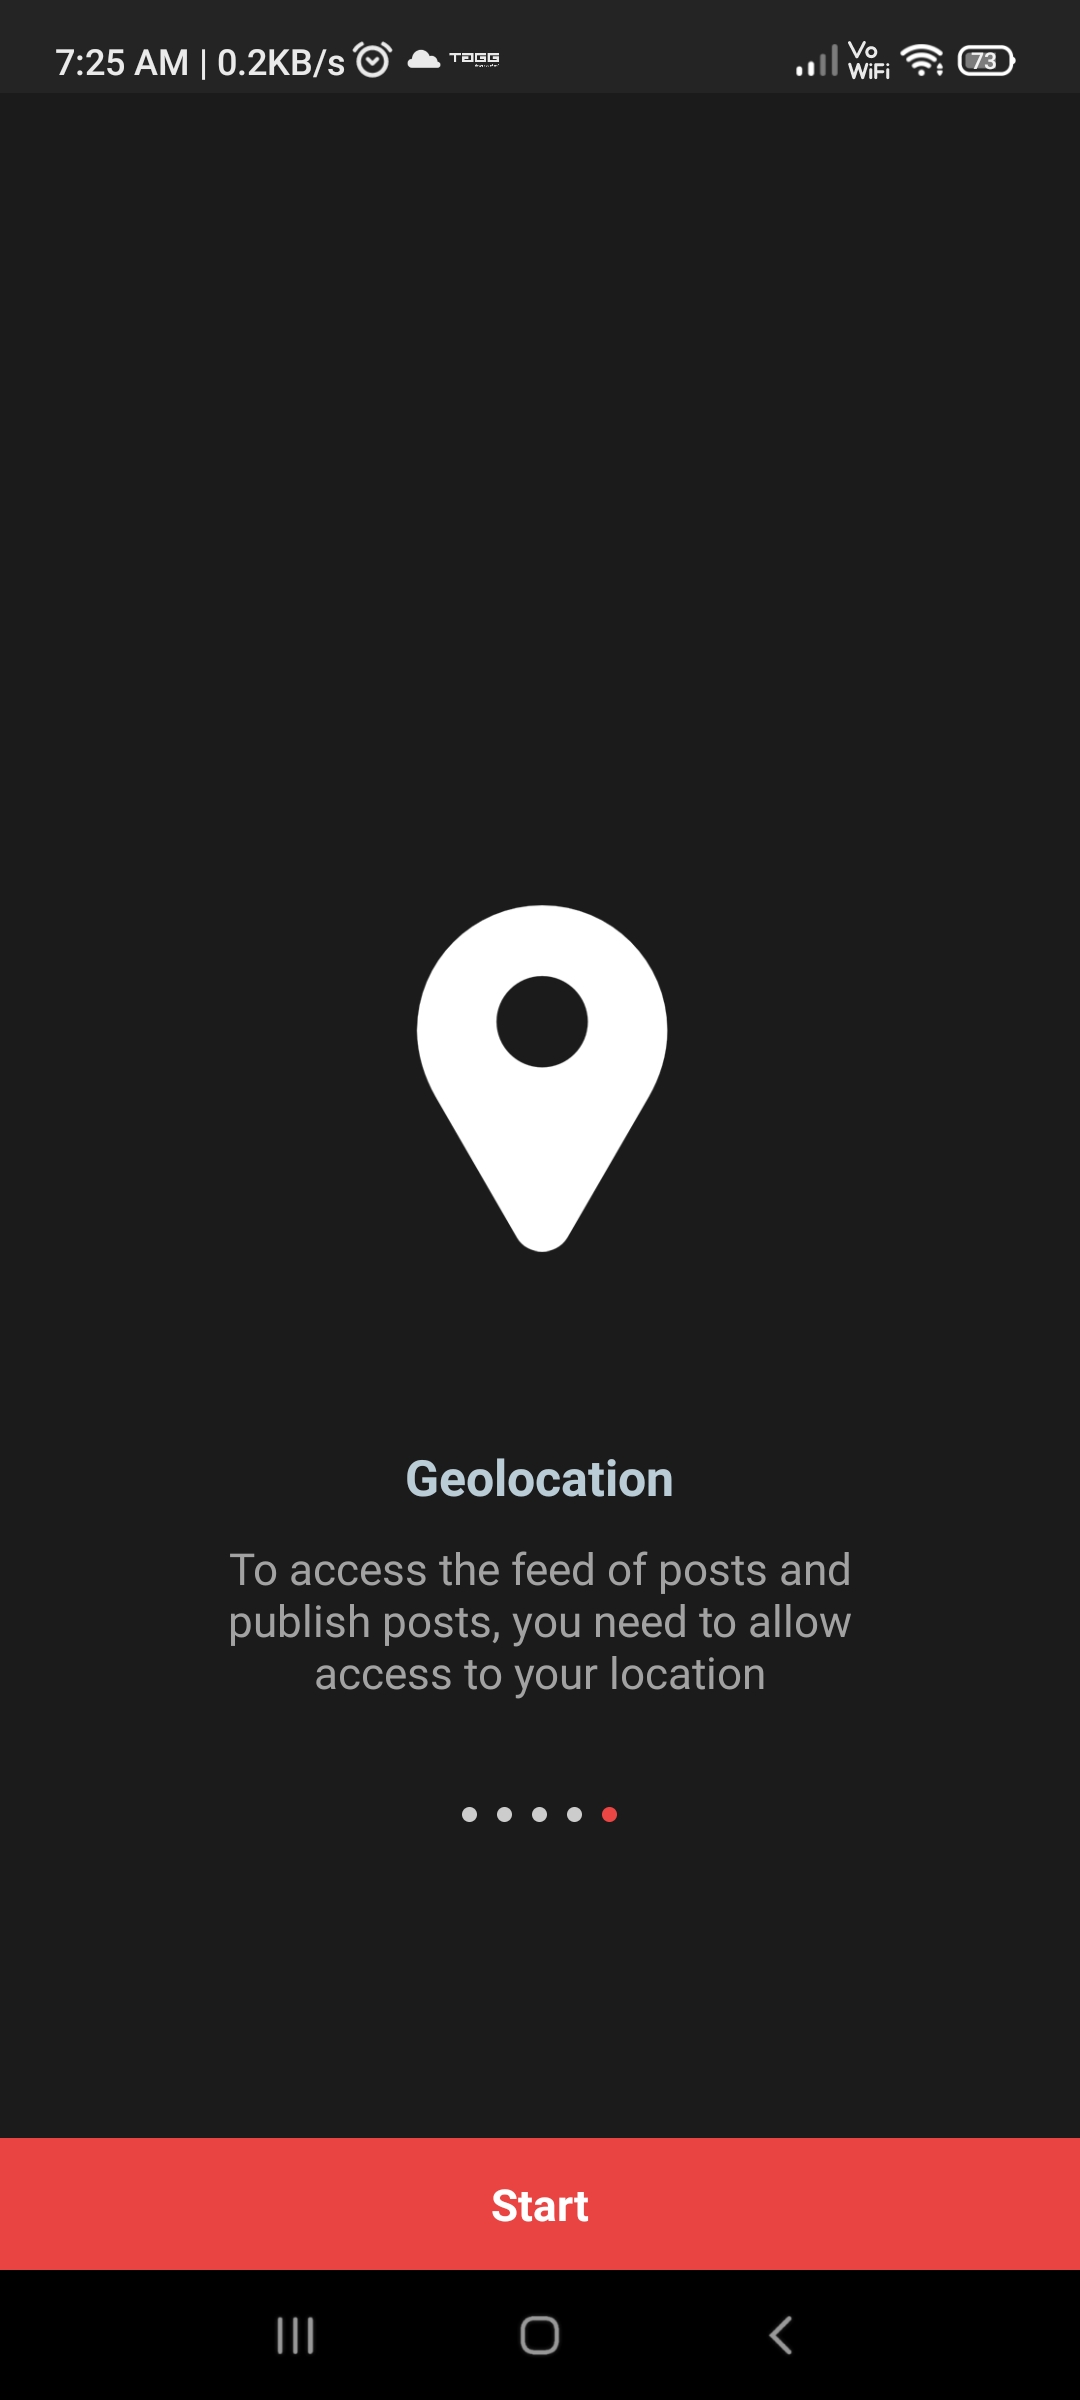 7:25 AM | 0.2KB/s TAGG Vo WiFi 73
Geolocation
To access the feed of posts and
publish posts, you need to allow
access to your location
Start